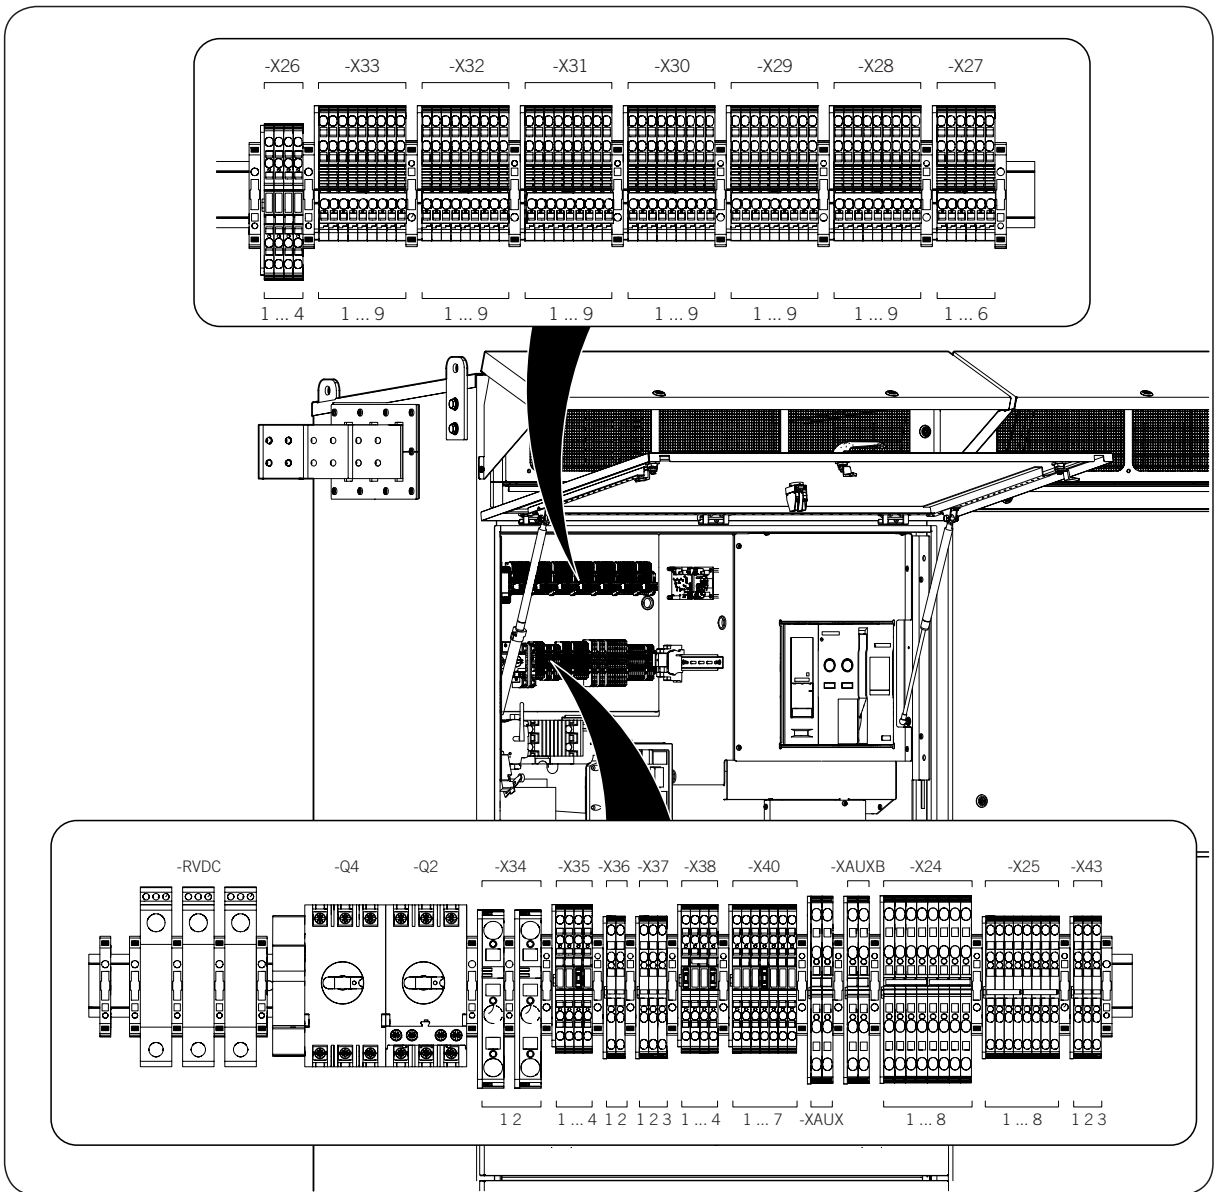 -X26 -X33 -X32 -X31 -X30 -X29 -X28 -X27
1 ... 4 1 ... 9 1 ... 9 1 ... 9 1 ... 9 1 ... 9 1 ... 9 1 ... 6
-RVDC -Q4 -Q2 -X34 -X35 -X36 -X37 -X38 -X40 -XAUXB -X24 -X25 -X43
1 2 1 ... 4 1 2 1 2 3 1 ... 4 1 ... 7 -XAUX 1 ... 8 1 ... 8 1 2 3